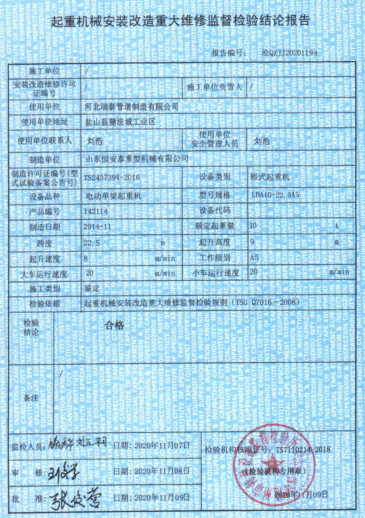 起重机械安装改造重大维修监督检验结论报告
报告编号： 沧QZJJ20201194
施工单位 /
安装改造维修许可证编号 / 施工单位负责人 /
使用单位 河北瑞泰管道制造有限公司
使用单位地址 盐山县蒲洼城工业区
使用单位联系人 刘浩 使用单位安全管理人员 刘浩
制造单位 山东恒安泰重型机械有限公司
制造许可证编号(型式试验备案公告号) TS2437394-2016 设备类别 桥式起重机
设备品种 电动单梁起重机 型号规格 LDA10-22.5A5
产品编号 T42114 设备代码
制造日期 2014-11 额定起重量 10 t
跨度 22.5 m 起升高度 9 m
起升速度 8 m/min 工作级别 A5
大车运行速度 20 m/min 小车运行速度 20 m/min
施工类别 鉴定
检验依据 起重机械安装改造重大维修监督检验规则（TSG Q7016—2008）
检验结论 合格
备注 /
监检人员: 日期: 2020年11月07日 检验机构核准证号: TS7110214-2018
审 核: 日期: 2020年11月08日 (检验机构专用章)
批 准: 日期: 2020年11月09日 2020年11月09日